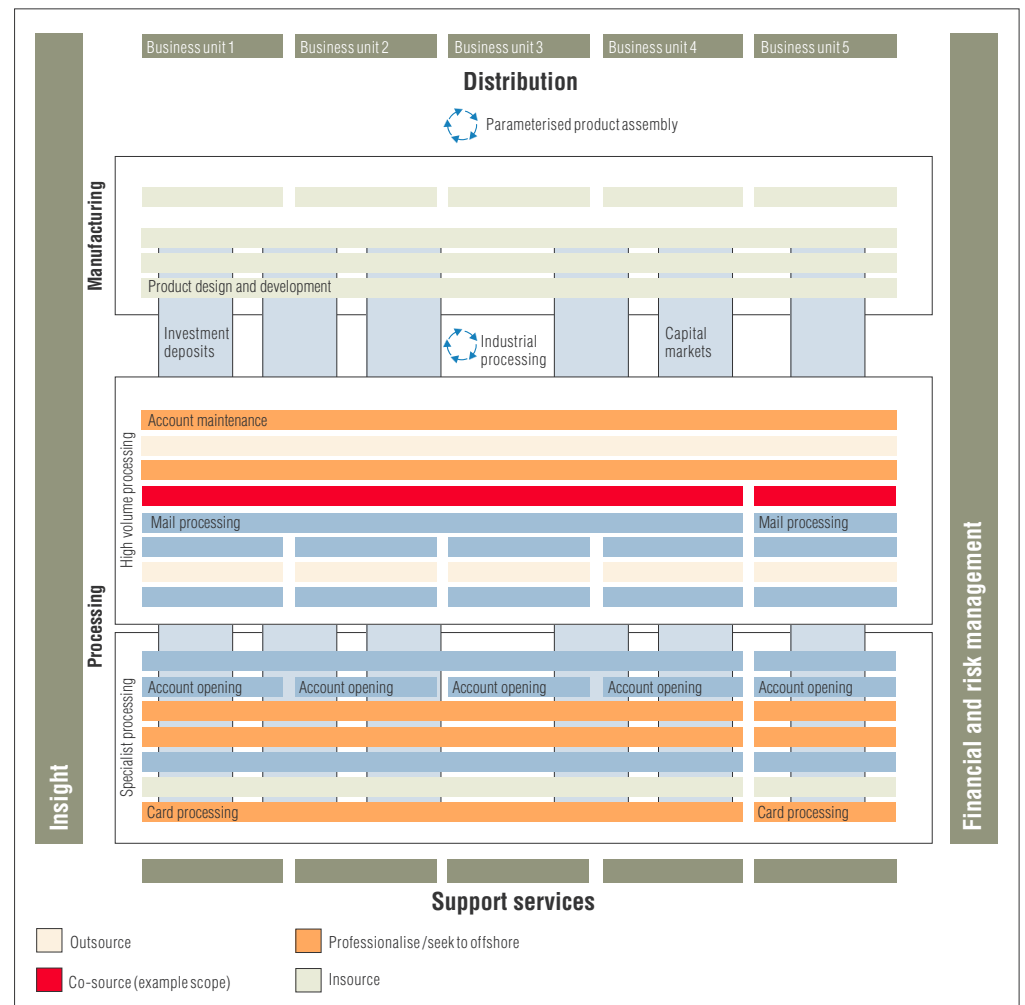 Business unit 1
Business unit 2
Business unit 3
Business unit 4
Business unit 5
Distribution
Parameterised product assembly
Insight
Financial and risk management
Manufacturing
Product design and development
Investment
deposits
Industrial
processing
Capital
markets
Processing
High volume processing
Account maintenance
Mail processing
Mail processing
Specialist processing
Account opening
Account opening
Account opening
Account opening
Account opening
Card processing
Card processing
Support services
Outsource
Professionalise/seek to offshore
Co-source (example scope)
Insource